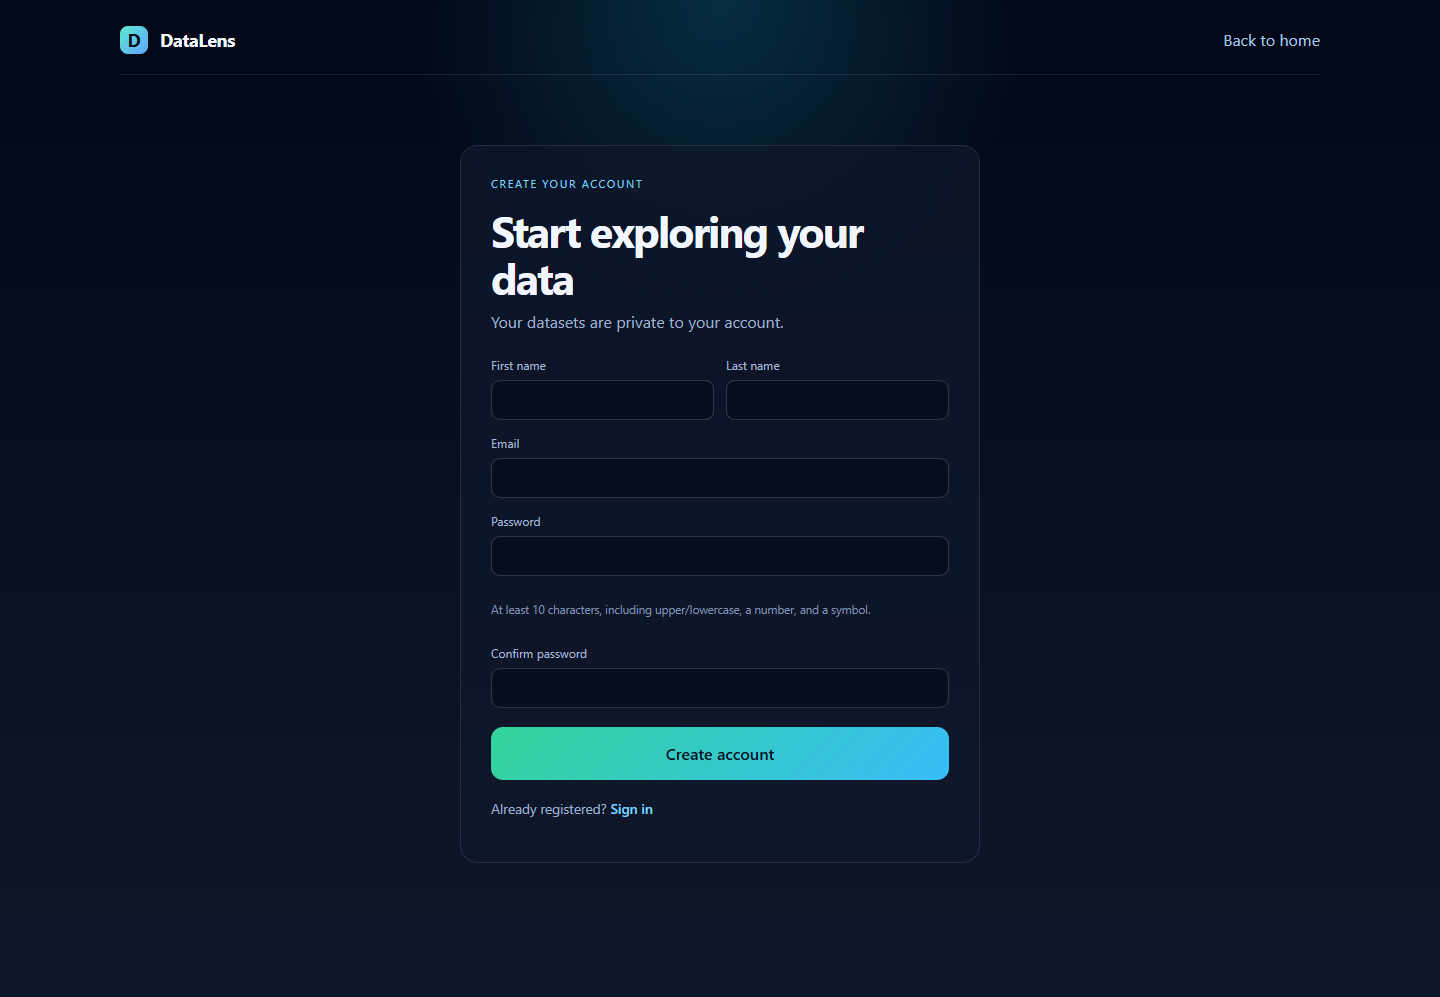 D DataLens
Back to home
CREATE YOUR ACCOUNT
Start exploring your
data
Your datasets are private to your account.
First name
Last name
Email
Password
At least 10 characters, including upper/lowercase, a number, and a symbol.
Confirm password
Create account
Already registered? Sign in